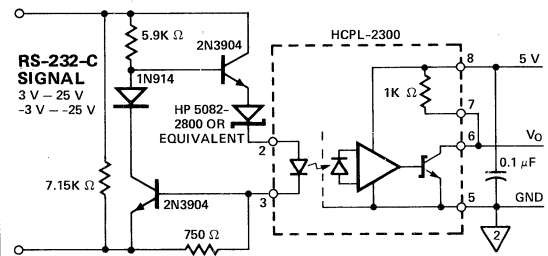 HCPL-2300
5.9K Ω
2N3904
8
5 V
RS-232-C
SIGNAL
3 V – 25 V
-3 V – -25 V
1N914
1K Ω
7
HP 5082-
2800 OR
EQUIVALENT
2
6
VO
0.1 µF
7.15K Ω
2N3904
3
5
GND
750 Ω
2